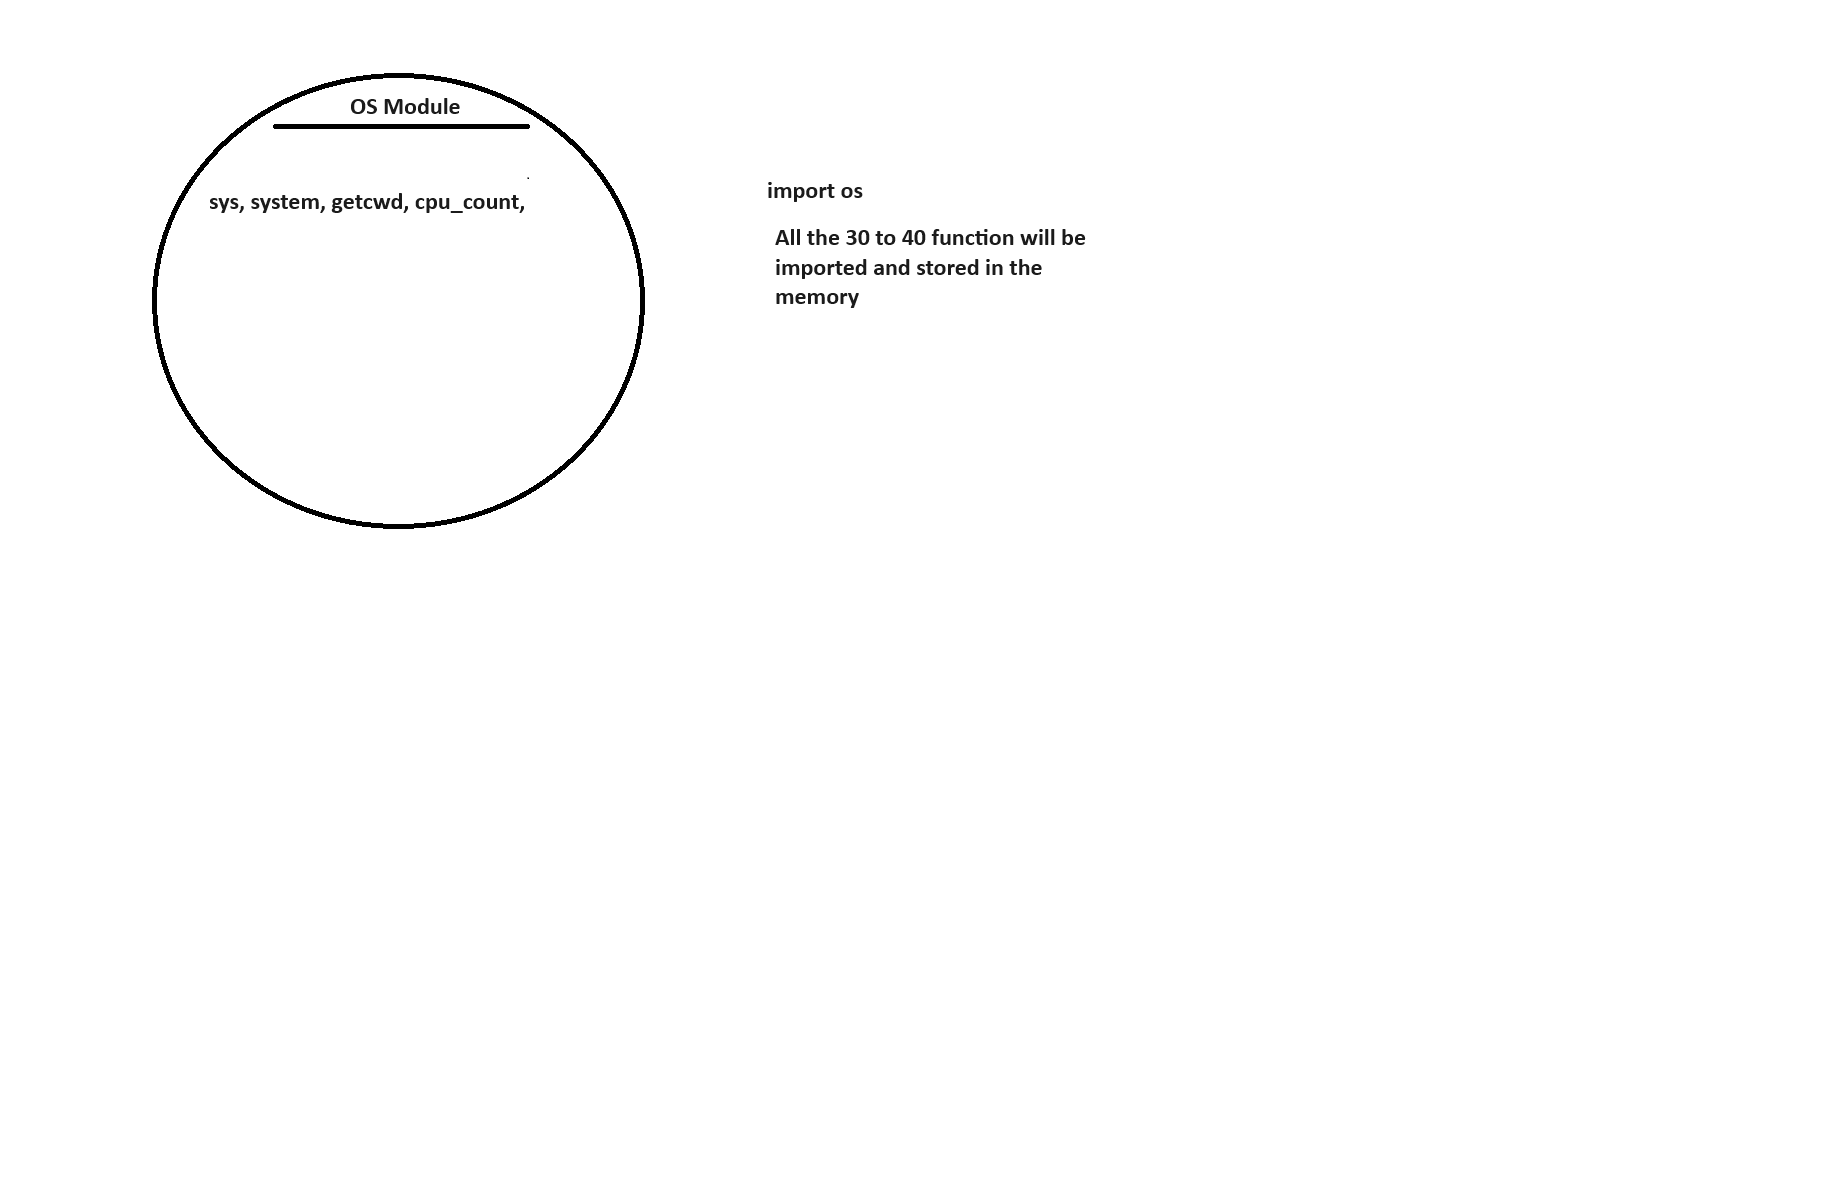 OS Module
sys, system, getcwd, cpu_count,
import os
All the 30 to 40 function will be
imported and stored in the
memory